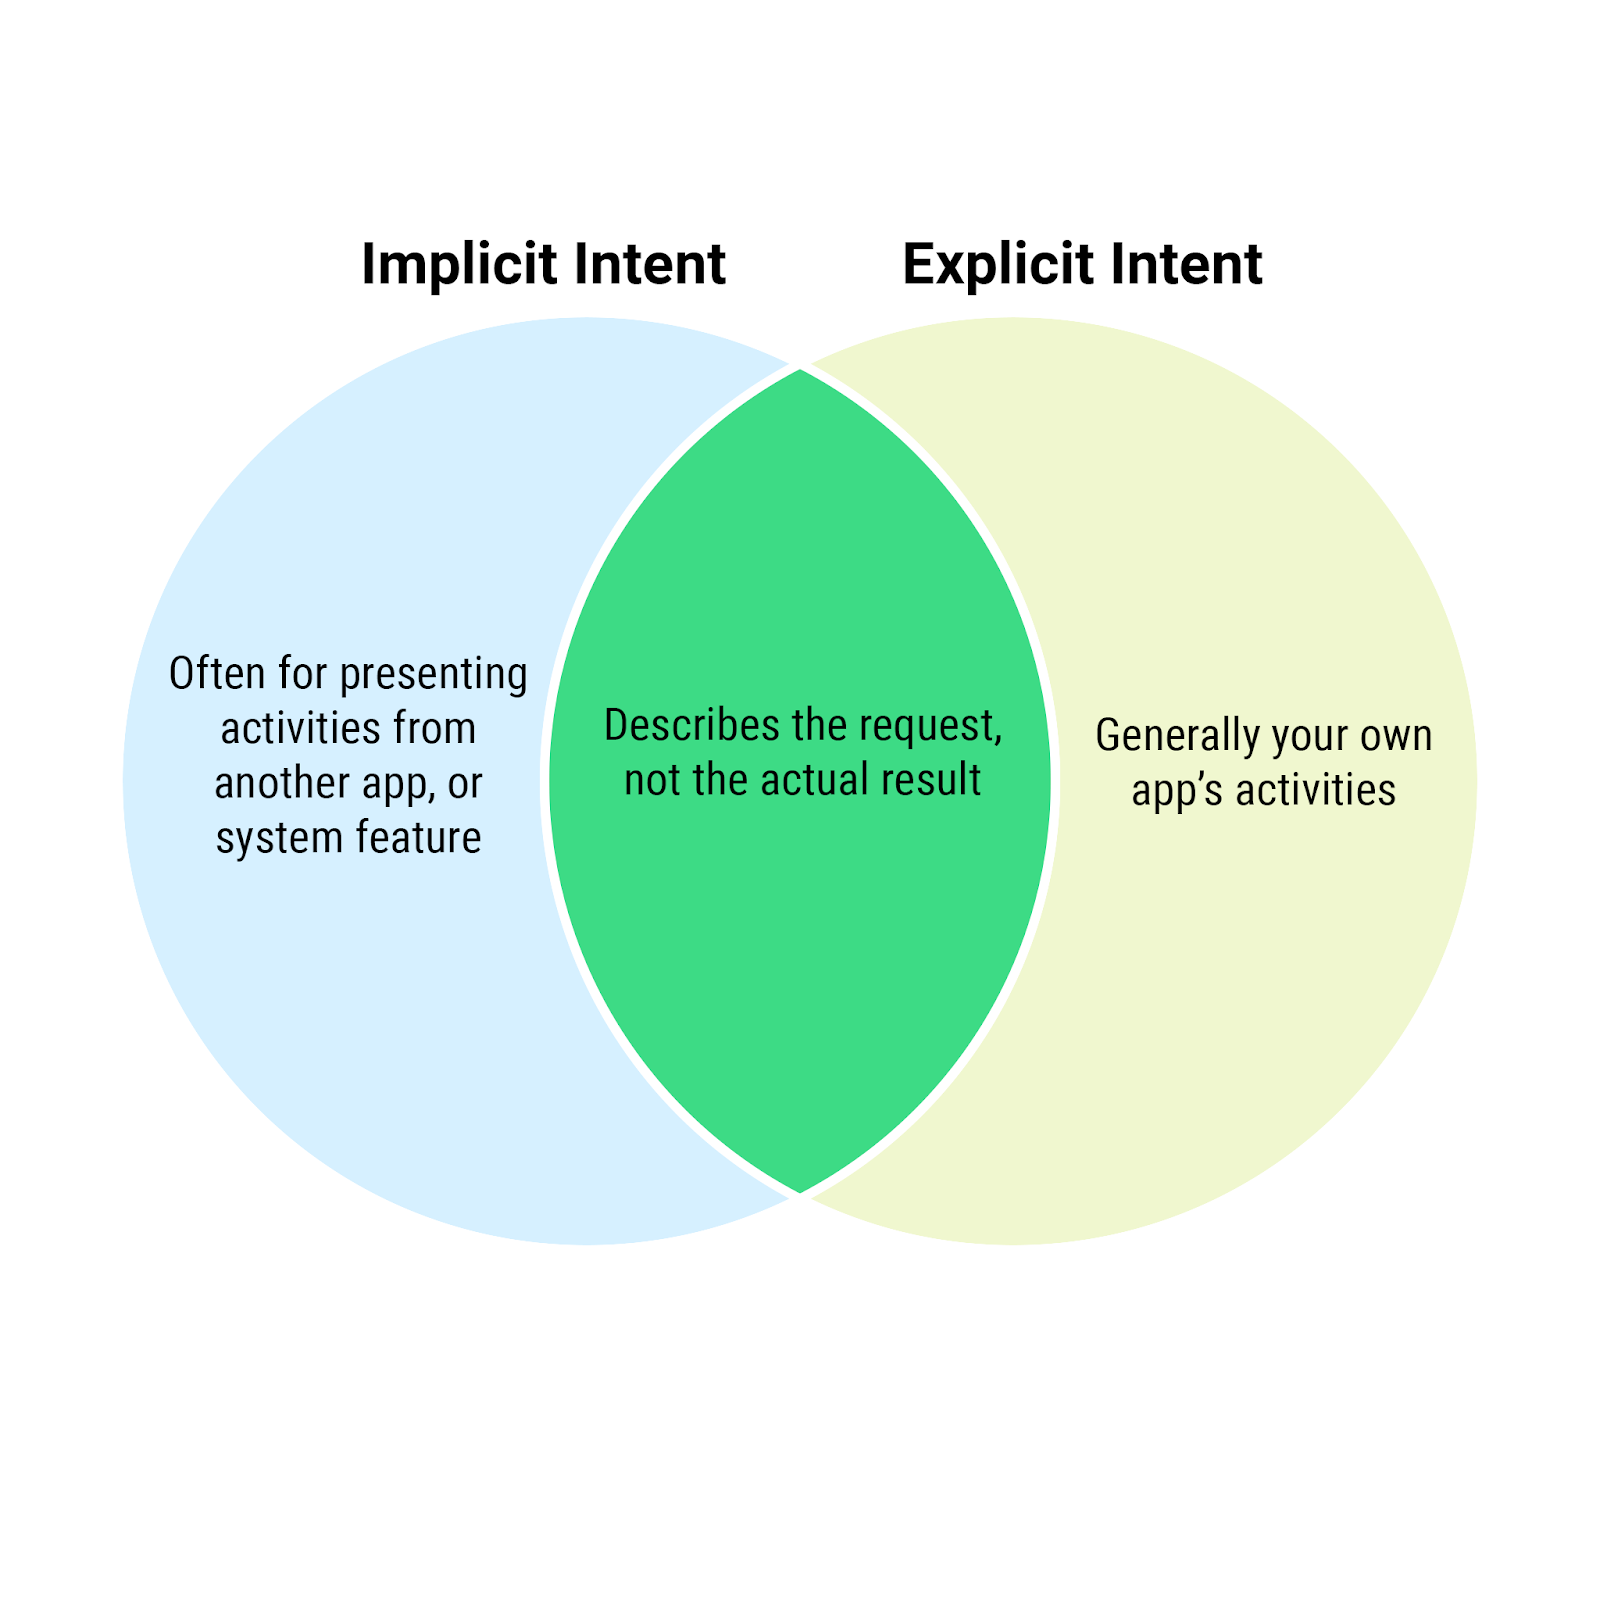 Implicit Intent
Explicit Intent
Often for presenting
activities from
another app, or
system feature
Describes the request,
not the actual result
Generally your own
app’s activities